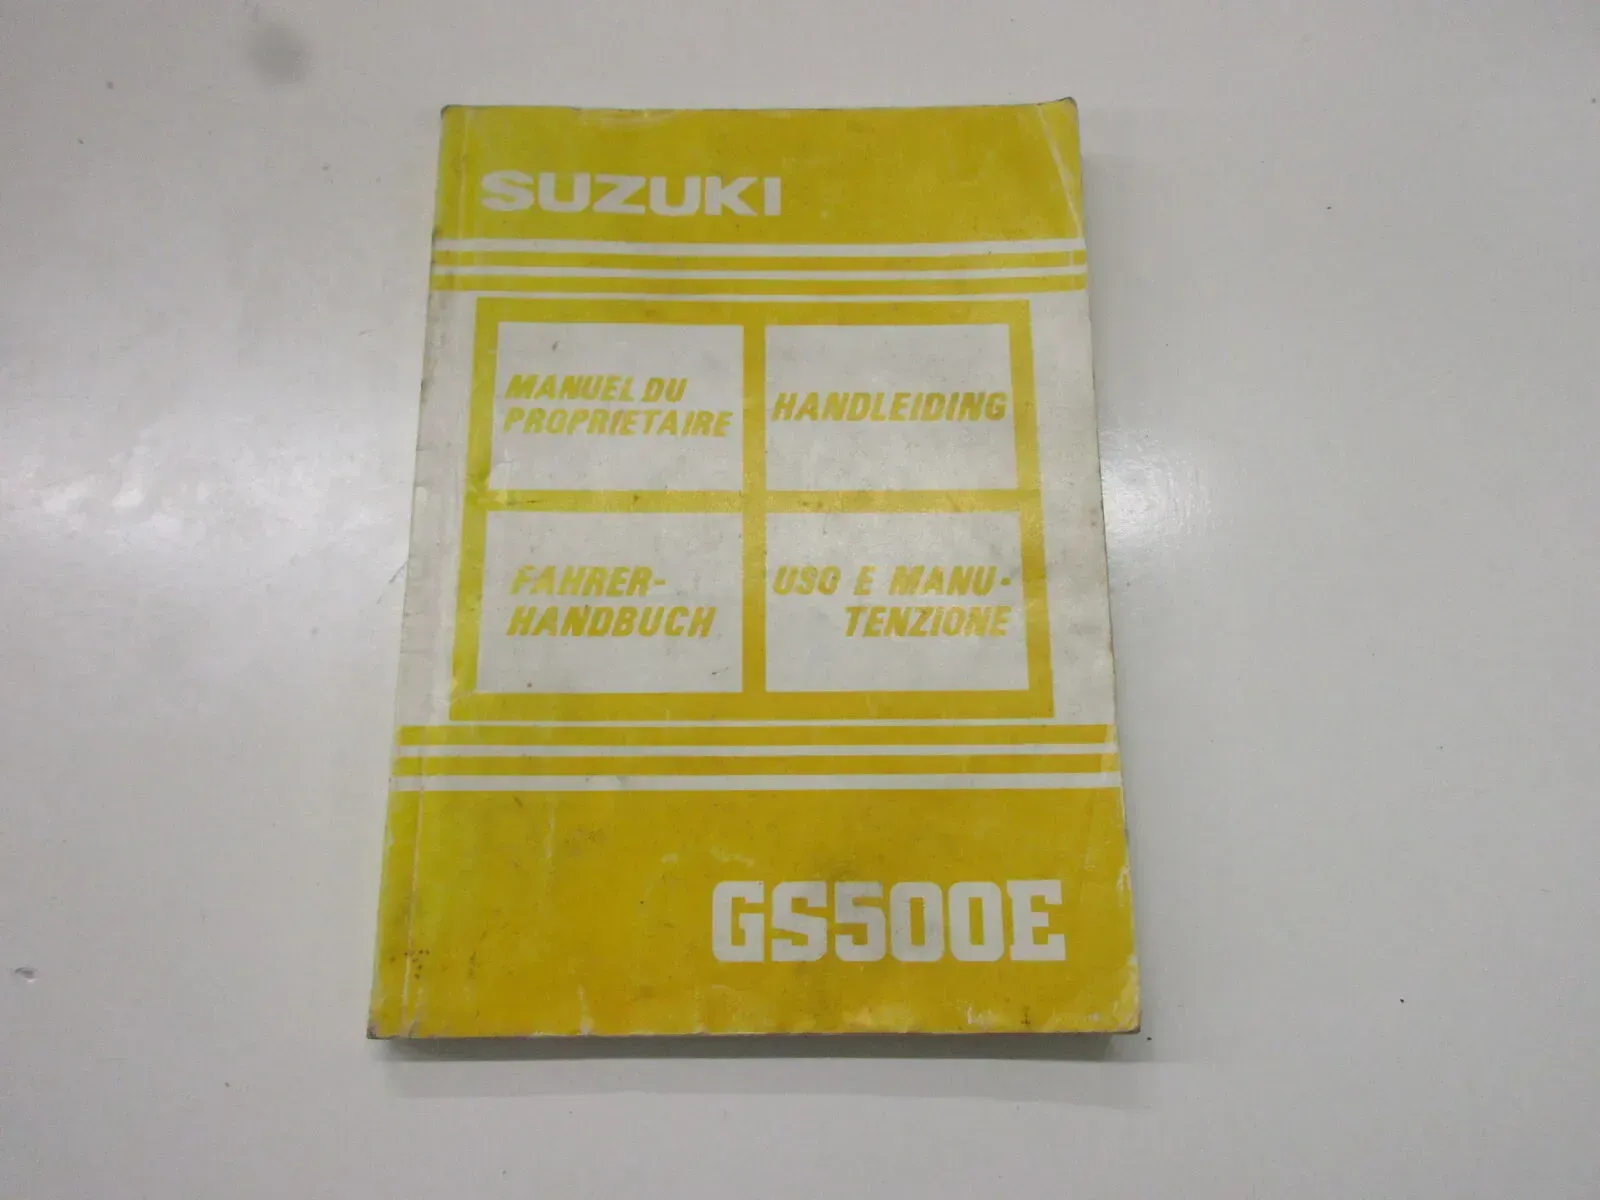 SUZUKI
MANUEL DU
PROPRIETAIRE
HANDLEIDING
FAHRER-
HANDBUCH
USO E MANU-
TENZIONE
GS500E